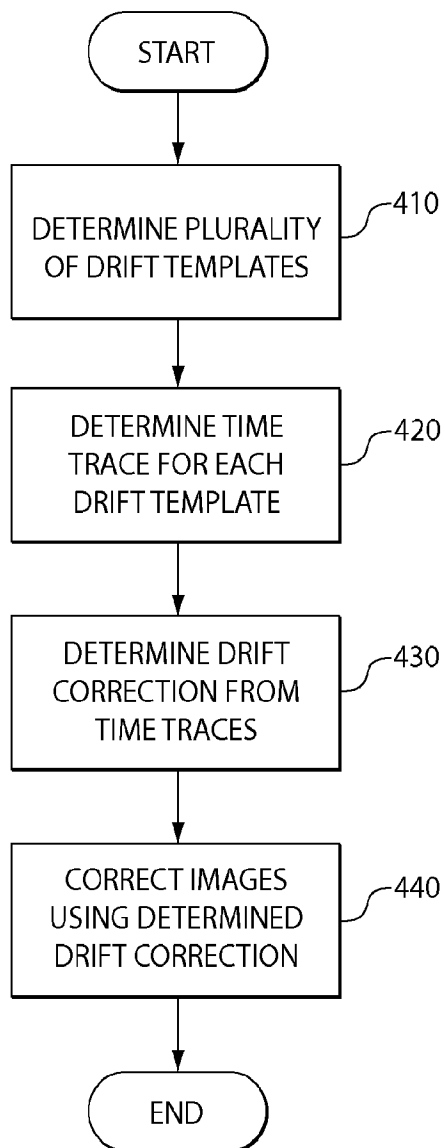 START
DETERMINE PLURALITY
OF DRIFT TEMPLATES
410
DETERMINE TIME
TRACE FOR EACH
DRIFT TEMPLATE
420
DETERMINE DRIFT
CORRECTION FROM
TIME TRACES
430
CORRECT IMAGES
USING DETERMINED
DRIFT CORRECTION
440
END